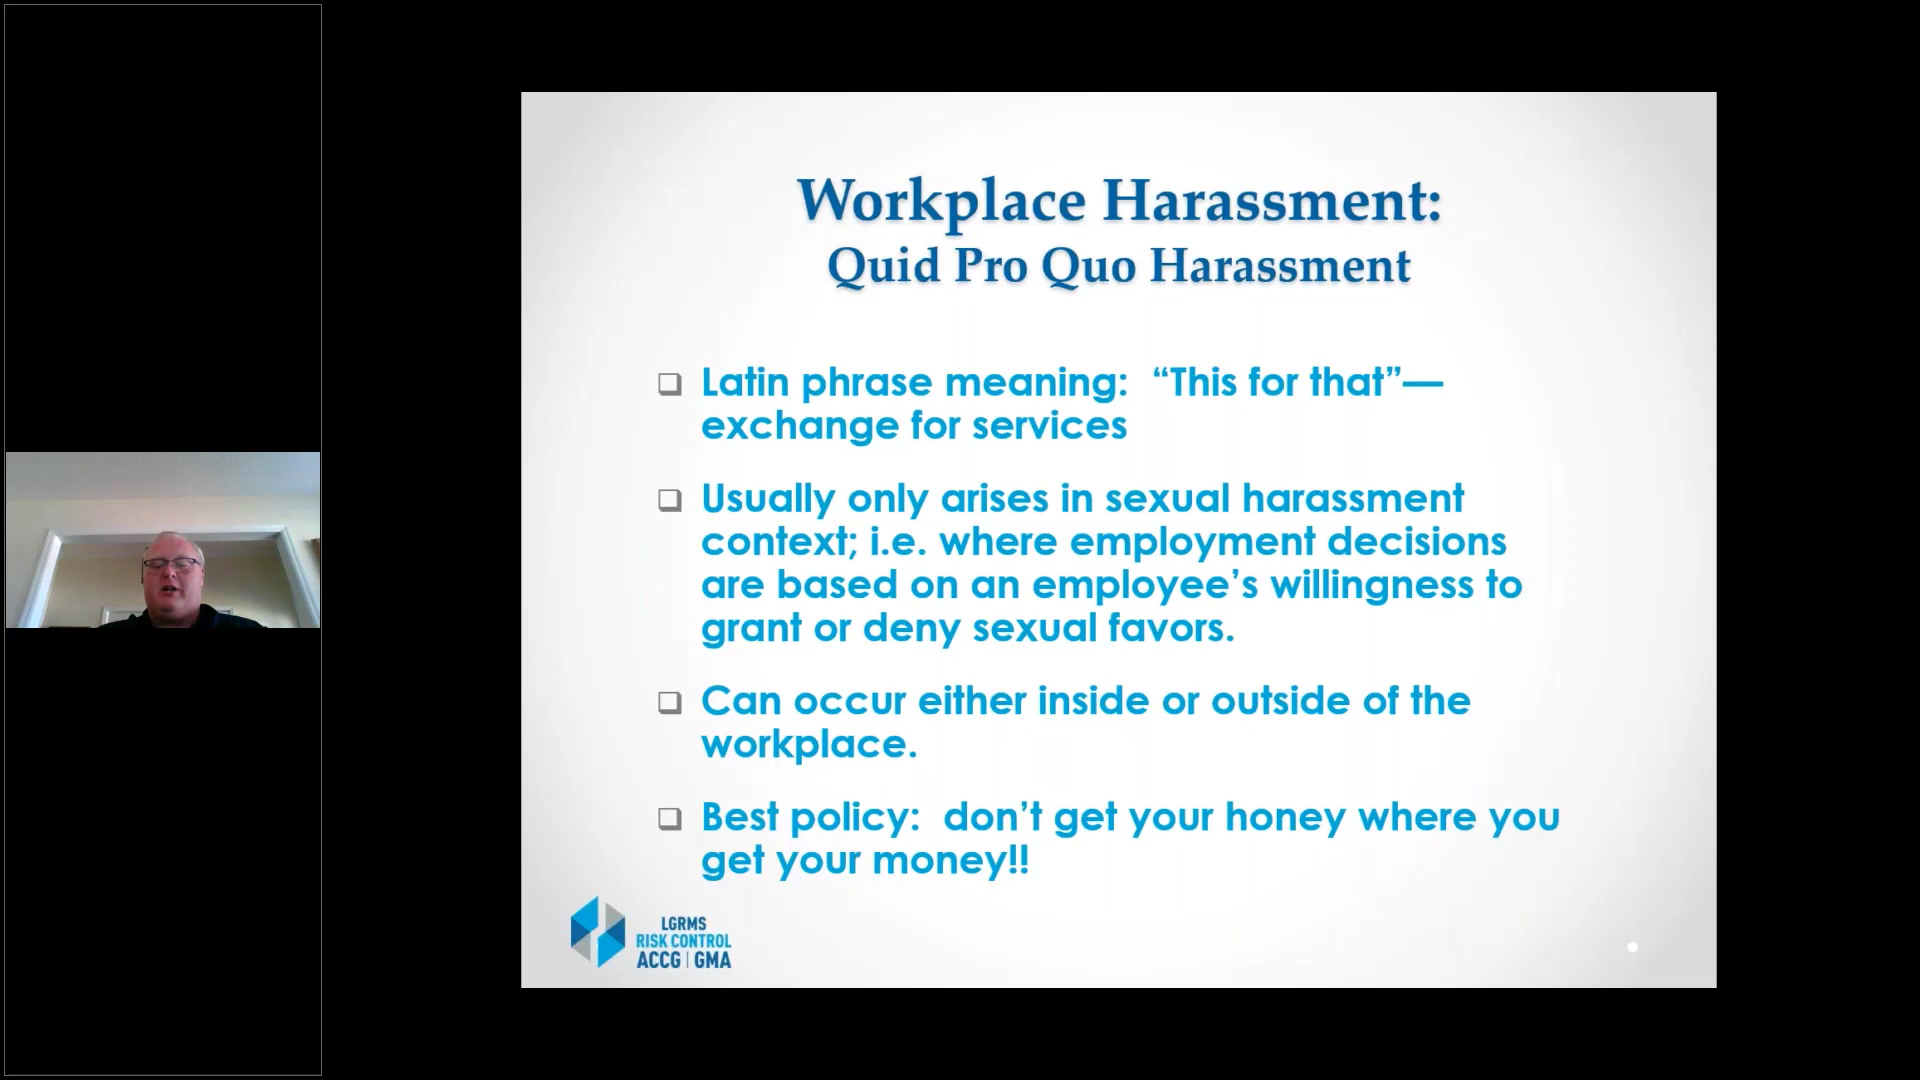 Workplace Harassment:
Quid Pro Quo Harassment
Latin phrase meaning:  “This for that”—
exchange for services
Usually only arises in sexual harassment
context; i.e. where employment decisions
are based on an employee’s willingness to
grant or deny sexual favors.
Can occur either inside or outside of the
workplace.
Best policy:  don’t get your honey where you
get your money!!
LGRMS
RISK CONTROL
ACCG | GMA